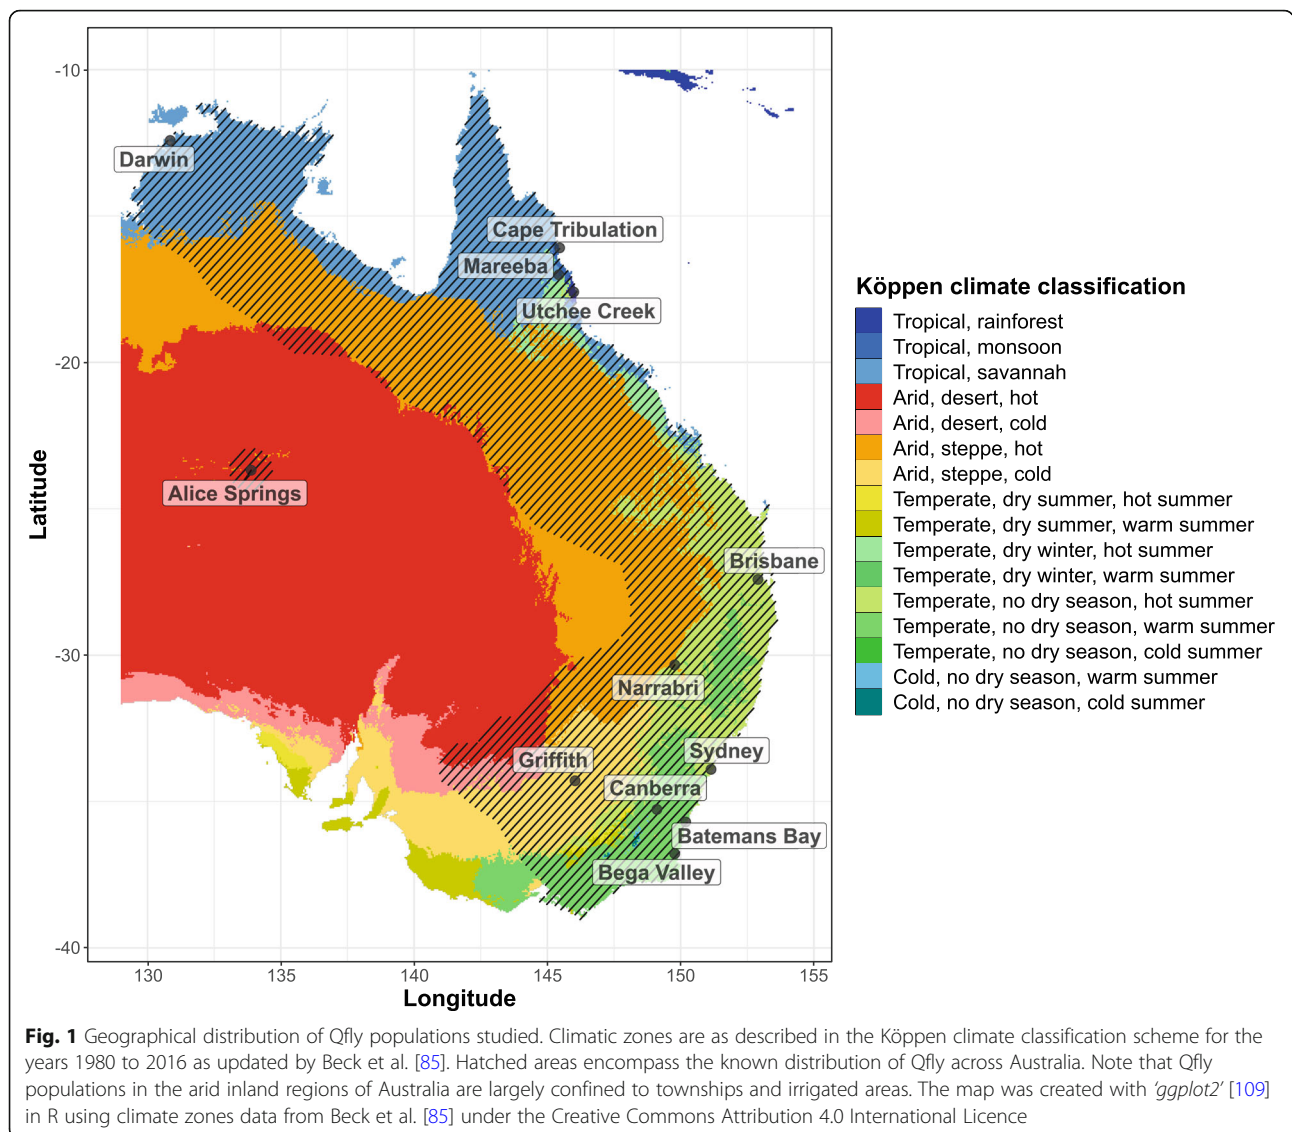 -10
Darwin
Cape Tribulation
Mareeba
Utchee Creek
-20
Alice Springs
Brisbane
-30
Narrabri
Sydney
Griffith
Canberra
Batemans Bay
Bega Valley
-40
130 135 140 145 150 155
Longitude
Latitude
Köppen climate classification
Tropical, rainforest
Tropical, monsoon
Tropical, savannah
Arid, desert, hot
Arid, desert, cold
Arid, steppe, hot
Arid, steppe, cold
Temperate, dry summer, hot summer
Temperate, dry summer, warm summer
Temperate, dry winter, hot summer
Temperate, dry winter, warm summer
Temperate, no dry season, hot summer
Temperate, no dry season, warm summer
Temperate, no dry season, cold summer
Cold, no dry season, warm summer
Cold, no dry season, cold summer
Fig. 1 Geographical distribution of Qfly populations studied. Climatic zones are as described in the Köppen climate classification scheme for the
years 1980 to 2016 as updated by Beck et al. [85]. Hatched areas encompass the known distribution of Qfly across Australia. Note that Qfly
populations in the arid inland regions of Australia are largely confined to townships and irrigated areas. The map was created with 'ggplot2' [109]
in R using climate zones data from Beck et al. [85] under the Creative Commons Attribution 4.0 International Licence